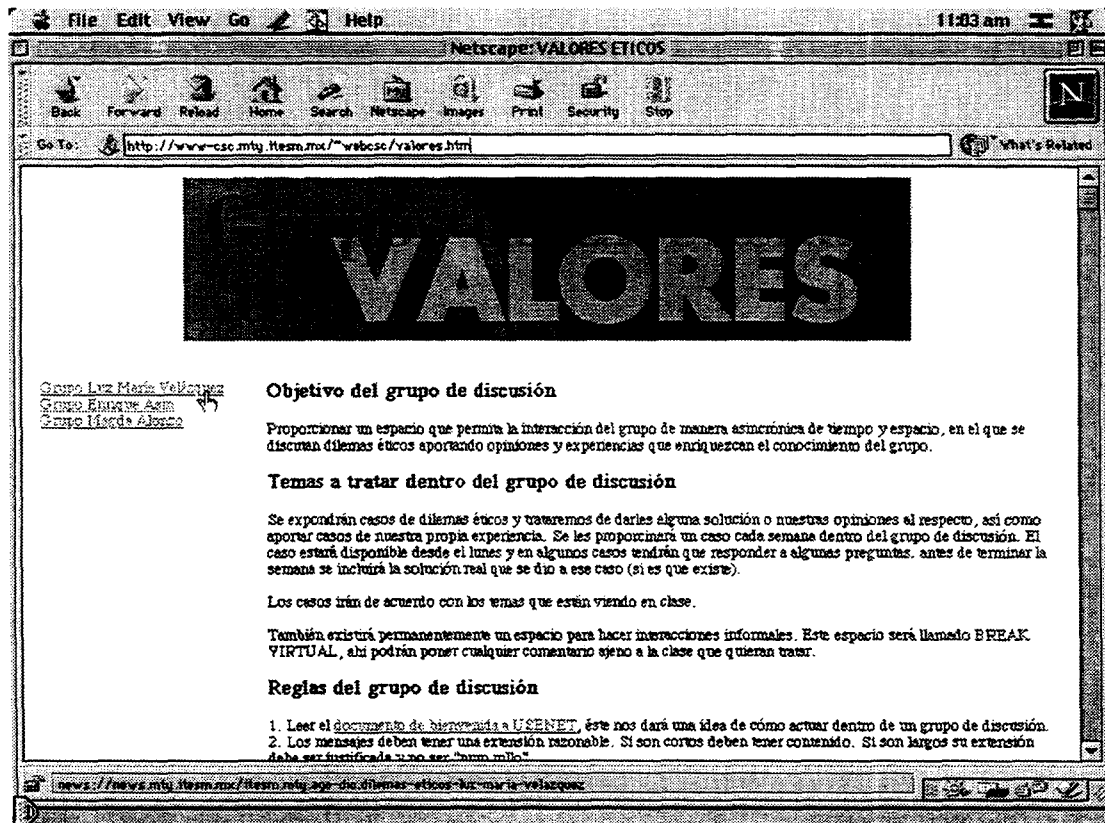 File Edit View Go Help 11:03 am
Netscape: VALORES ETICOS
Back Forward Reload Home Search Netscape Images Print Security Stop
Go To: http://www-csc.mty.itesm.mx/~webcsc/valores.htm What's Related
VALORES
Grupo Luz María Velázquez
Grupo Enrique Asin
Grupo Magda Alonzo
Objetivo del grupo de discusión
Proporcionar un espacio que permita la interacción del grupo de manera asincrónica de tiempo y espacio, en el que se
discutan dilemas éticos aportando opiniones y experiencias que enriquezcan el conocimiento del grupo.
Temas a tratar dentro del grupo de discusión
Se expondrán casos de dilemas éticos y trataremos de darles alguna solución o nuestras opiniones al respecto, así como
aportar casos de nuestra propia experiencia. Se les proporcinará un caso cada semana dentro del grupo de discusión. El
caso estará disponible desde el lunes y en algunos casos tendrán que responder a algunas preguntas, antes de terminar la
semana se incluirá la solución real que se dio a ese caso (si es que existe).
Los casos irán de acuerdo con los temas que están viendo en clase.
También existirá permanentemente un espacio para hacer interacciones informales. Este espacio será llamado BREAK
VIRTUAL, ahí podrán poner cualquier comentario ajeno a la clase que quieran tratar.
Reglas del grupo de discusión
1. Leer el documento de bienvenida a USENET, éste nos dará una idea de cómo actuar dentro de un grupo de discusión.
2. Los mensajes deben tener una extensión razonable. Si son cortos deben tener contenido. Si son largos su extensión
debe ser justificada y no ser "puro rollo".
news://news.mty.itesm.mx/itesm.mty.ago-dic.dilemas-eticos-luz-maria-velazquez